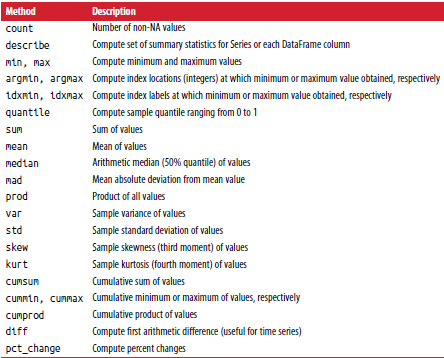 Method Description
count Number of non-NA values
describe Compute set of summary statistics for Series or each DataFrame column
min, max Compute minimum and maximum values
argmin, argmax Compute index locations (integers) at which minimum or maximum value obtained, respectively
idxmin, idxmax Compute index labels at which minimum or maximum value obtained, respectively
quantile Compute sample quantile ranging from 0 to 1
sum Sum of values
mean Mean of values
median Arithmetic median (50% quantile) of values
mad Mean absolute deviation from mean value
prod Product of all values
var Sample variance of values
std Sample standard deviation of values
skew Sample skewness (third moment) of values
kurt Sample kurtosis (fourth moment) of values
cumsum Cumulative sum of values
cummin, cummax Cumulative minimum or maximum of values, respectively
cumprod Cumulative product of values
diff Compute first arithmetic difference (useful for time series)
pct_change Compute percent changes